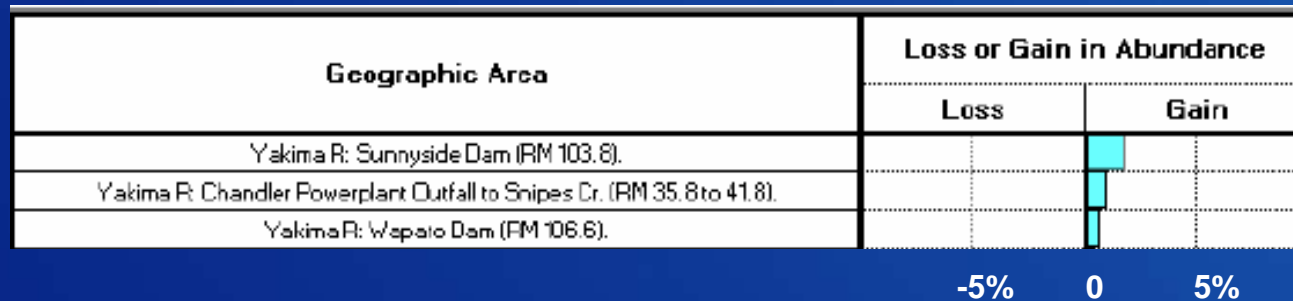 Geographic Area
Loss or Gain in Abundance
Loss Gain
Yakima R: Sunnyside Dam (RM 103.8).
Yakima R: Chandler Powerplant Outfall to Snipes Cr. (RM 35.8 to 41.8).
Yakima R: Wapato Dam (RM 106.6).
-5% 0 5%